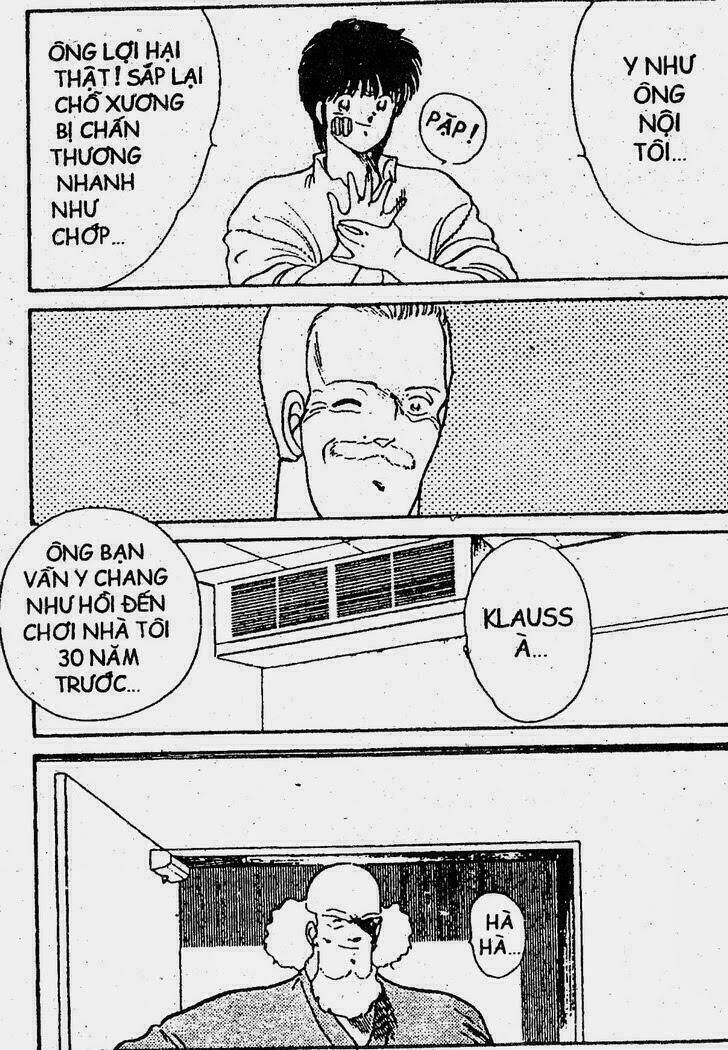 ÔNG LỢI HẠI
THẬT! SẮP LẠI
CHỖ XƯƠNG
BỊ CHẤN
THƯƠNG
NHANH
NHƯ
CHỚP...
PẶP!
Y NHƯ
ÔNG
NỘI
TÔI...
ÔNG BẠN
VẪN Y CHANG
NHƯ HỒI ĐẾN
CHƠI NHÀ TÔI
30 NĂM
TRƯỚC...
KLAUSS
À...
HÀ
HÀ...